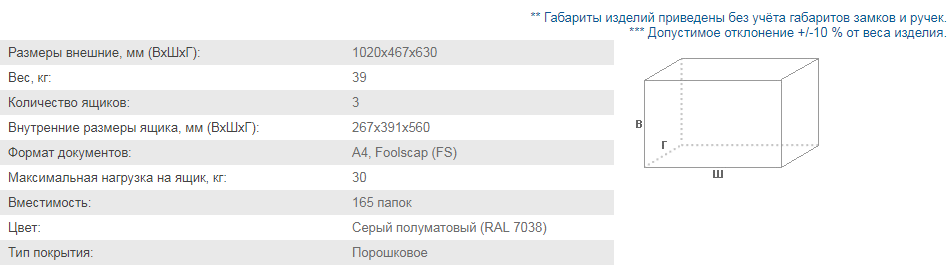 ** Габариты изделий приведены без учёта габаритов замков и ручек.
*** Допустимое отклонение +/-10 % от веса изделия.
Размеры внешние, мм (ВхШхГ): 1020x467x630
Вес, кг: 39
Количество ящиков: 3
Внутренние размеры ящика, мм (ВхШхГ): 267x391x560
Формат документов: A4, Foolscap (FS)
Максимальная нагрузка на ящик, кг: 30
Вместимость: 165 папок
Цвет: Серый полуматовый (RAL 7038)
Тип покрытия: Порошковое
В
Г
Ш